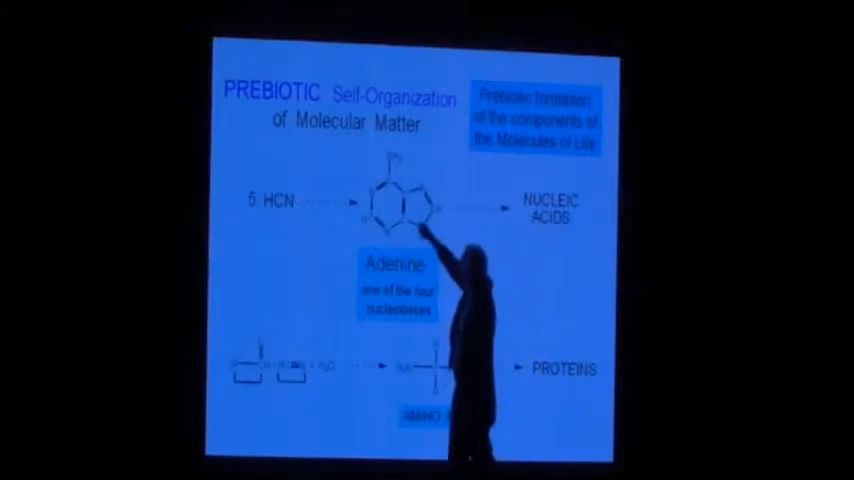 PREBIOTIC Self-Organization
of Molecular Matter
Prebiotic formation
of the components of
the Molecules of Life
5 HCN
NUCLEIC
ACIDS
Adenine
one of the four
nucleobases
PROTEINS
AMINO